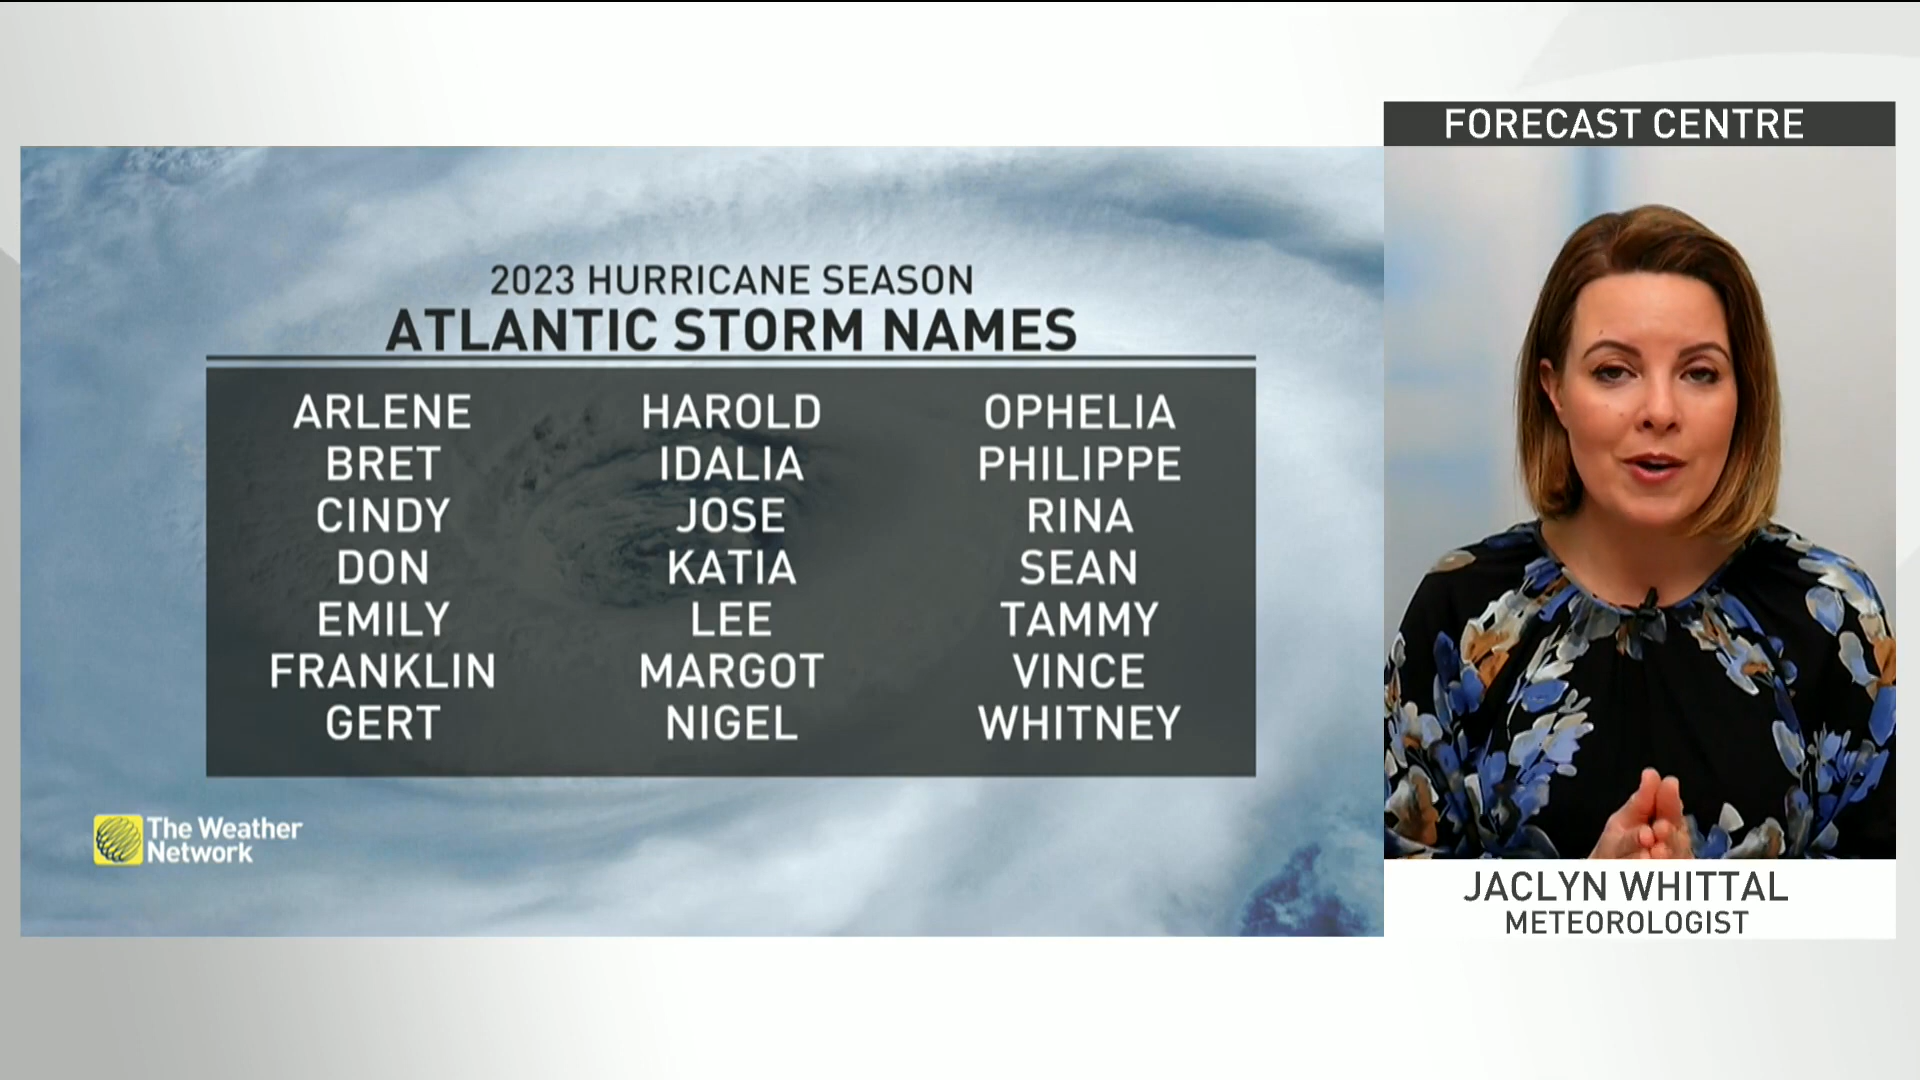 FORECAST CENTRE
2023 HURRICANE SEASON
ATLANTIC STORM NAMES
ARLENE
BRET
CINDY
DON
EMILY
FRANKLIN
GERT
HAROLD
IDALIA
JOSE
KATIA
LEE
MARGOT
NIGEL
OPHELIA
PHILIPPE
RINA
SEAN
TAMMY
VINCE
WHITNEY
The Weather
Network
JACLYN WHITTAL
METEOROLOGIST